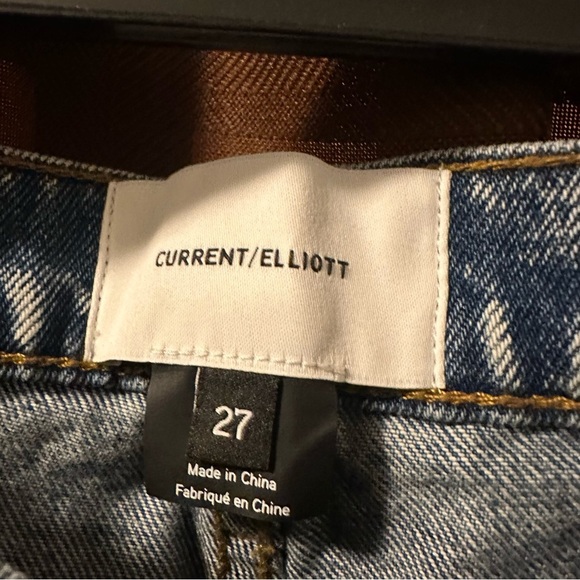 CURRENT/ELLIOTT
27
Made in China
Fabriqué en Chine